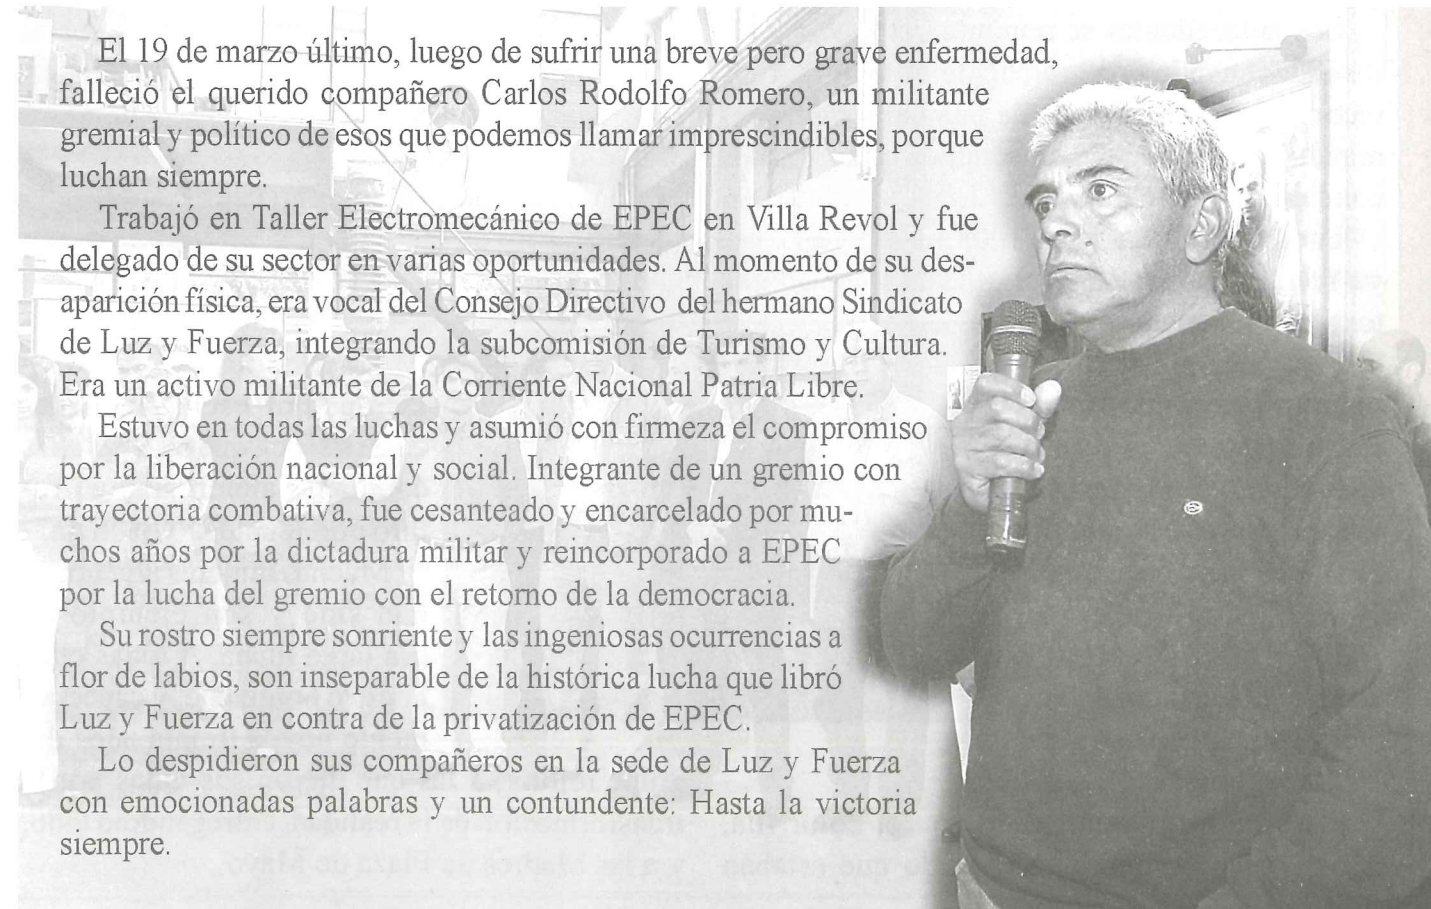 El 19 de marzo último, luego de sufrir una breve pero grave enfermedad,
falleció el querido compañero Carlos Rodolfo Romero, un militante
gremial y político de esos que podemos llamar imprescindibles, porque
luchan siempre.
Trabajó en Taller Electromecánico de EPEC en Villa Revol y fue
delegado de su sector en varias oportunidades. Al momento de su des-
aparición física, era vocal del Consejo Directivo del hermano Sindicato
de Luz y Fuerza, integrando la subcomisión de Turismo y Cultura.
Era un activo militante de la Corriente Nacional Patria Libre.
Estuvo en todas las luchas y asumió con firmeza el compromiso
por la liberación nacional y social. Integrante de un gremio con
trayectoria combativa, fue cesanteado y encarcelado por mu-
chos años por la dictadura militar y reincorporado a EPEC
por la lucha del gremio con el retorno de la democracia.
Su rostro siempre sonriente y las ingeniosas ocurrencias a
flor de labios, son inseparable de la histórica lucha que libró
Luz y Fuerza en contra de la privatización de EPEC.
Lo despidieron sus compañeros en la sede de Luz y Fuerza
con emocionadas palabras y un contundente: Hasta la victoria
siempre.